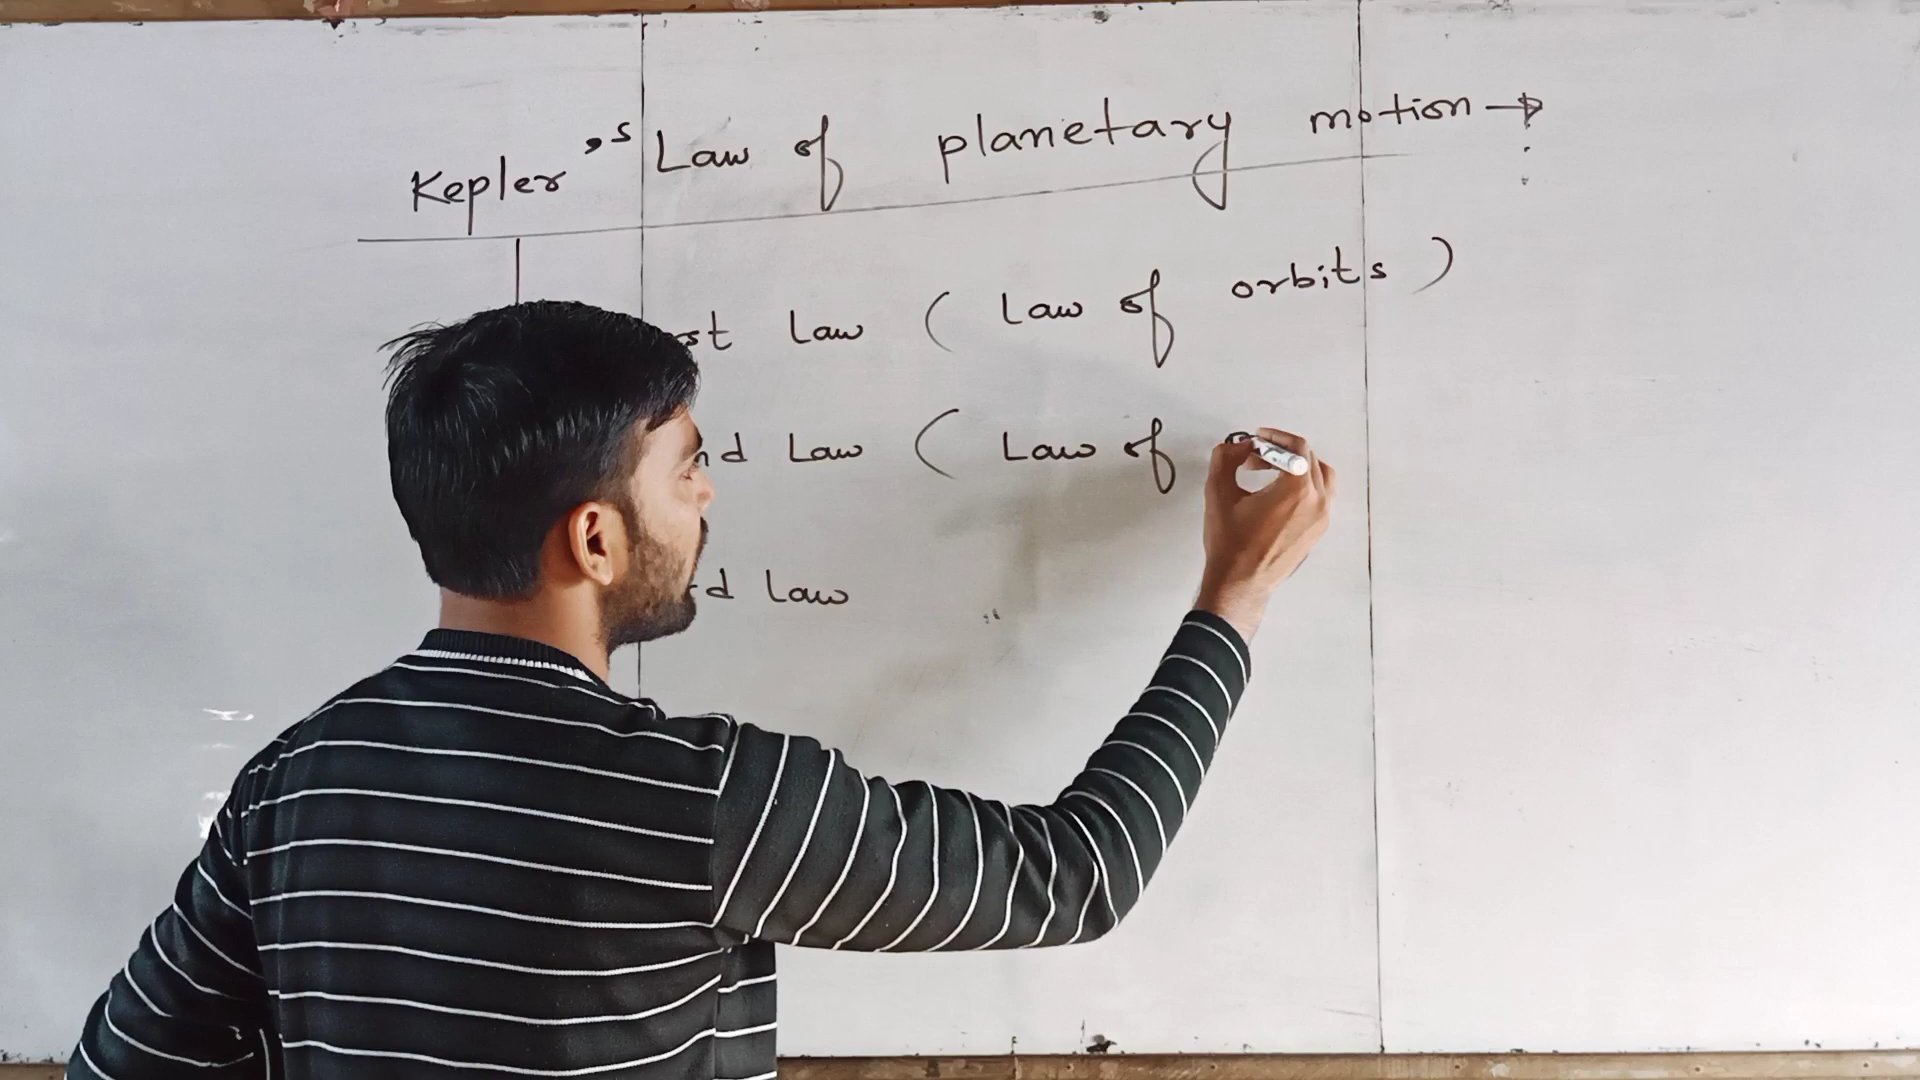 Kepler's Law of planetary motion →
st Law ( Law of orbits )
nd Law ( Law of
rd Law